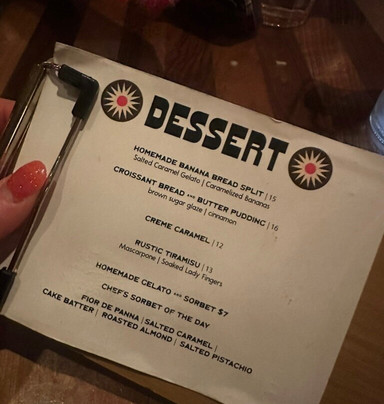 DESSERT
HOMEMADE BANANA BREAD SPLIT | 15
Salted Caramel Gelato | Caramelized Bananas
CROISSANT BREAD AND BUTTER PUDDING | 16
brown sugar glaze | cinnamon
CREME CARAMEL | 12
RUSTIC TIRAMISU | 13
Mascarpone | Soaked Lady Fingers
HOMEMADE GELATO AND SORBET $7
CHEF'S SORBET OF THE DAY
FIOR DE PANNA | SALTED CARAMEL |
CAKE BATTER | ROASTED ALMOND | SALTED PISTACHIO